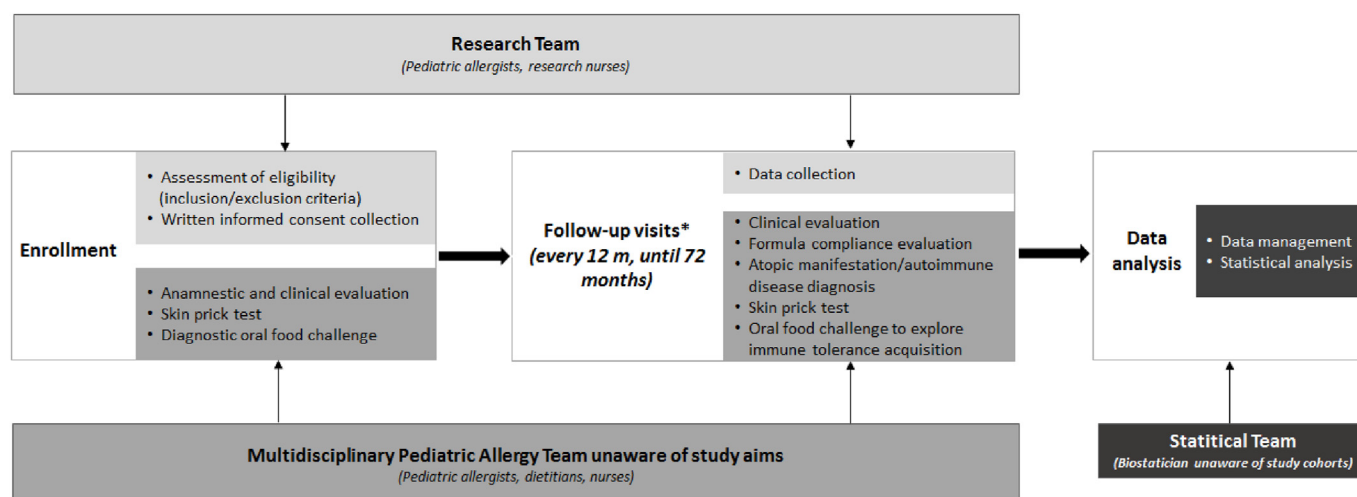 Research Team
(Pediatric allergists, research nurses)
Enrollment
• Assessment of eligibility
(inclusion/exclusion criteria)
• Written informed consent collection
• Anamnestic and clinical evaluation
• Skin prick test
• Diagnostic oral food challenge
Follow-up visits*
(every 12 m, until 72
months)
• Data collection
• Clinical evaluation
• Formula compliance evaluation
• Atopic manifestation/autoimmune
disease diagnosis
• Skin prick test
• Oral food challenge to explore
immune tolerance acquisition
Data
analysis
• Data management
• Statistical analysis
Multidisciplinary Pediatric Allergy Team unaware of study aims
(Pediatric allergists, dietitians, nurses)
Statitical Team
(Biostatician unaware of study cohorts)